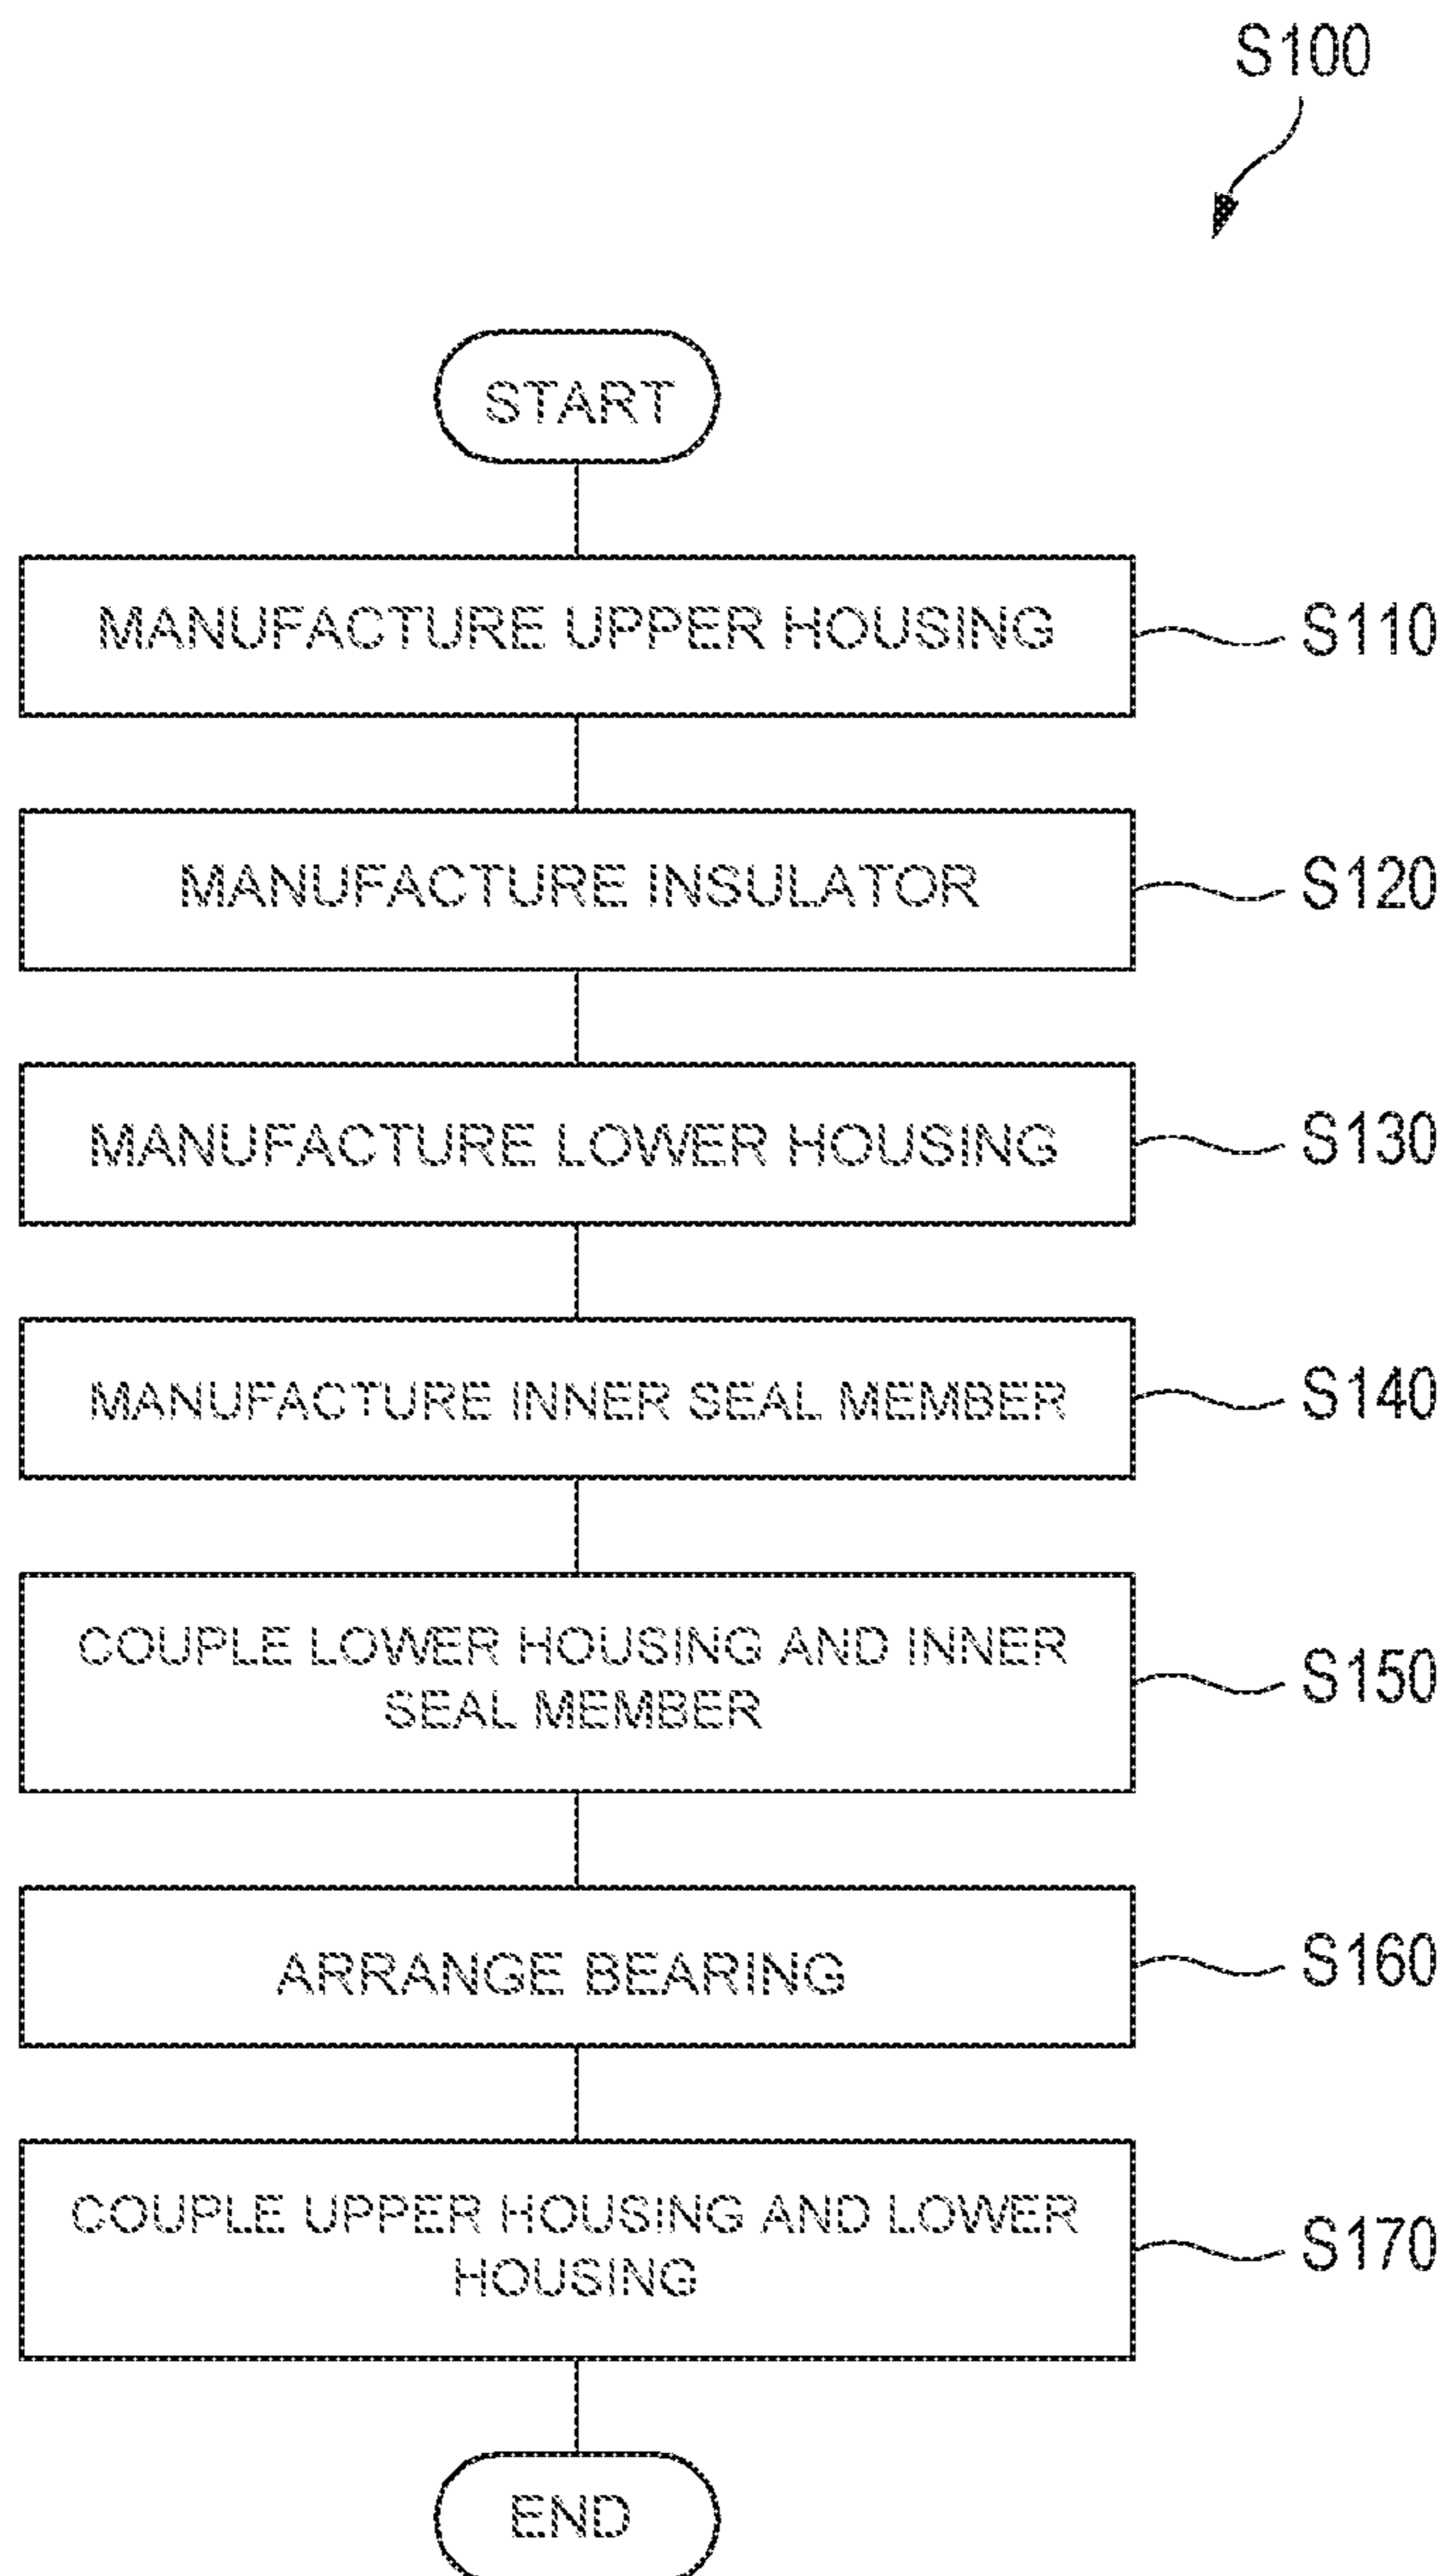 S100
START
MANUFACTURE UPPER HOUSING
S110
MANUFACTURE INSULATOR
S120
MANUFACTURE LOWER HOUSING
S130
MANUFACTURE INNER SEAL MEMBER
S140
COUPLE LOWER HOUSING AND INNER
SEAL MEMBER
S150
ARRANGE BEARING
S160
COUPLE UPPER HOUSING AND LOWER
HOUSING
S170
END